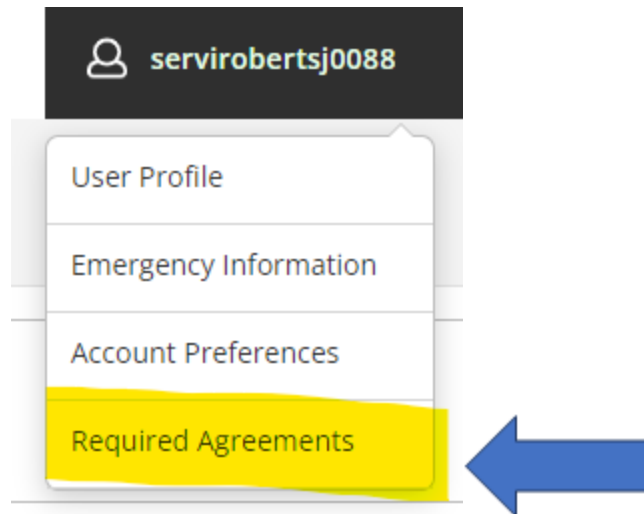 servirobertsj0088
User Profile
Emergency Information
Account Preferences
Required Agreements